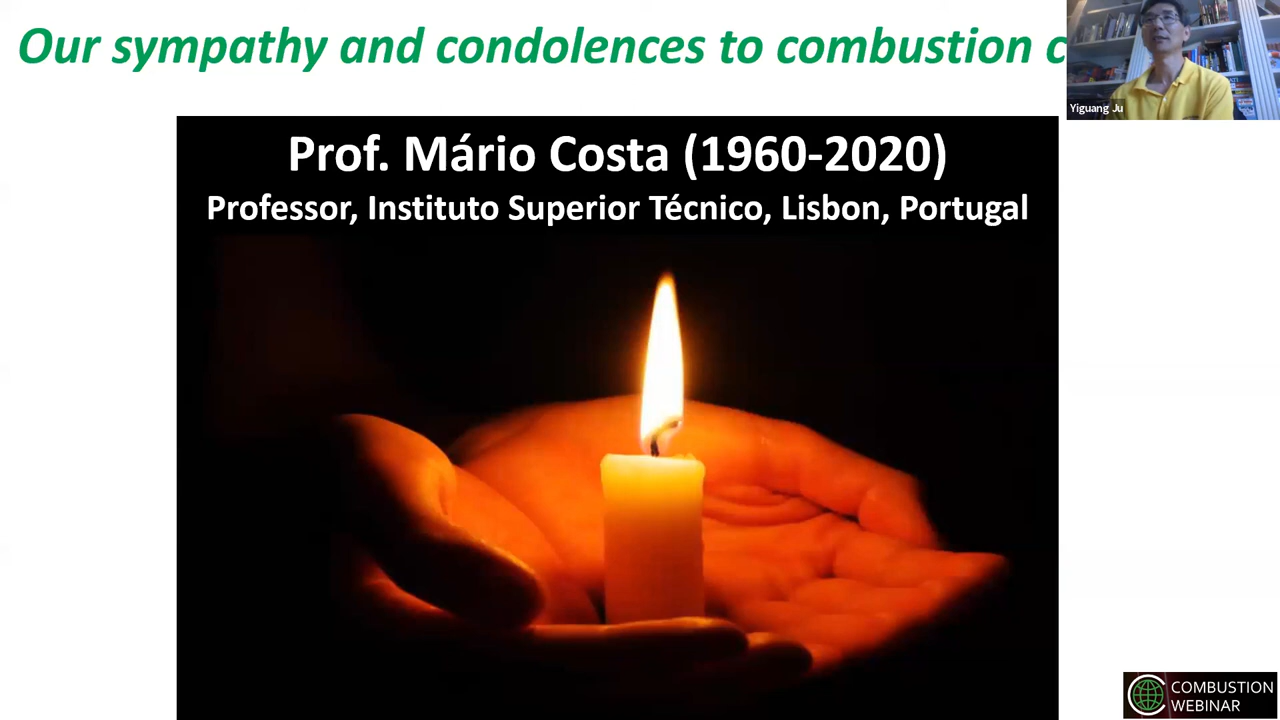 Our sympathy and condolences to combustion
Yiguang Ju
Prof. Mário Costa (1960-2020)
Professor, Instituto Superior Técnico, Lisbon, Portugal
COMBUSTION
WEBINAR